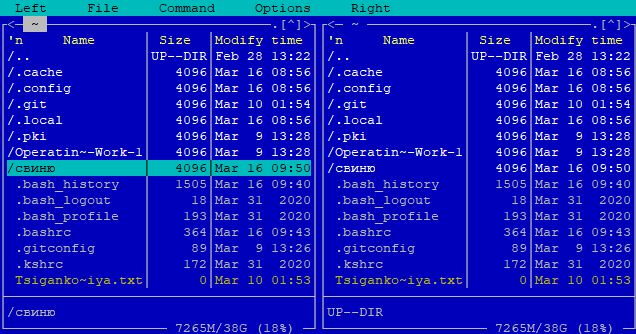 Left File Command Options Right
<─ ~ ─.[^]> <─ ~ ─.[^]>
'n Name Size Modify time 'n Name Size Modify time
/.. UP--DIR Feb 28 13:22 /.. UP--DIR Feb 28 13:22
/.cache 4096 Mar 16 08:56 /.cache 4096 Mar 16 08:56
/.config 4096 Mar 16 08:56 /.config 4096 Mar 16 08:56
/.git 4096 Mar 10 01:54 /.git 4096 Mar 10 01:54
/.local 4096 Mar 16 08:56 /.local 4096 Mar 16 08:56
/.pki 4096 Mar 9 13:28 /.pki 4096 Mar 9 13:28
/Operatin~-Work-1 4096 Mar 9 13:28 /Operatin~-Work-1 4096 Mar 9 13:28
/свиню 4096 Mar 16 09:50 /свиню 4096 Mar 16 09:50
.bash_history 1505 Mar 16 09:40 .bash_history 1505 Mar 16 09:40
.bash_logout 18 Mar 31 2020 .bash_logout 18 Mar 31 2020
.bash_profile 193 Mar 31 2020 .bash_profile 193 Mar 31 2020
.bashrc 364 Mar 16 09:43 .bashrc 364 Mar 16 09:43
.gitconfig 89 Mar 9 13:26 .gitconfig 89 Mar 9 13:26
.kshrc 172 Mar 31 2020 .kshrc 172 Mar 31 2020
Tsiganko~iya.txt 0 Mar 10 01:53 Tsiganko~iya.txt 0 Mar 10 01:53
/свиню UP--DIR
7265M/38G (18%) 7265M/38G (18%)